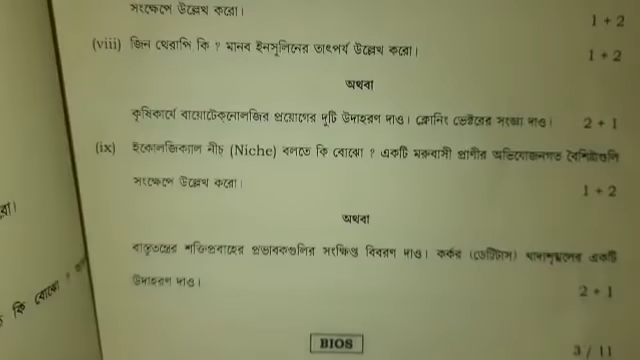 সংক্ষেপে উল্লেখ করো।
1 + 2
(viii) জিন থেরাপি কি ? মানব ইনসুলিনের তাৎপর্য উল্লেখ করো।
1 + 2
অথবা
কৃষিকার্যে বায়োটেক্‌নোলজির প্রয়োগের দুটি উদাহরণ দাও। ক্লোনিং ভেক্টরের সংজ্ঞা দাও। 2 + 1
(ix) ইকোলজিক্যাল নীচ্ (Niche) বলতে কি বোঝো ? একটি মরুবাসী প্রাণীর অভিযোজনগত বৈশিষ্ট্যগুলি
সংক্ষেপে উল্লেখ করো।
1 + 2
অথবা
বাস্তুতন্ত্রের শক্তিপ্রবাহের প্রভাবকগুলির সংক্ষিপ্ত বিবরণ দাও। কর্কর (ডেট্রিটাস) খাদ্যশৃঙ্খলের একটি
উদাহরণ দাও।
2 + 1
কি বোঝো ?
BIOS
3 / 11